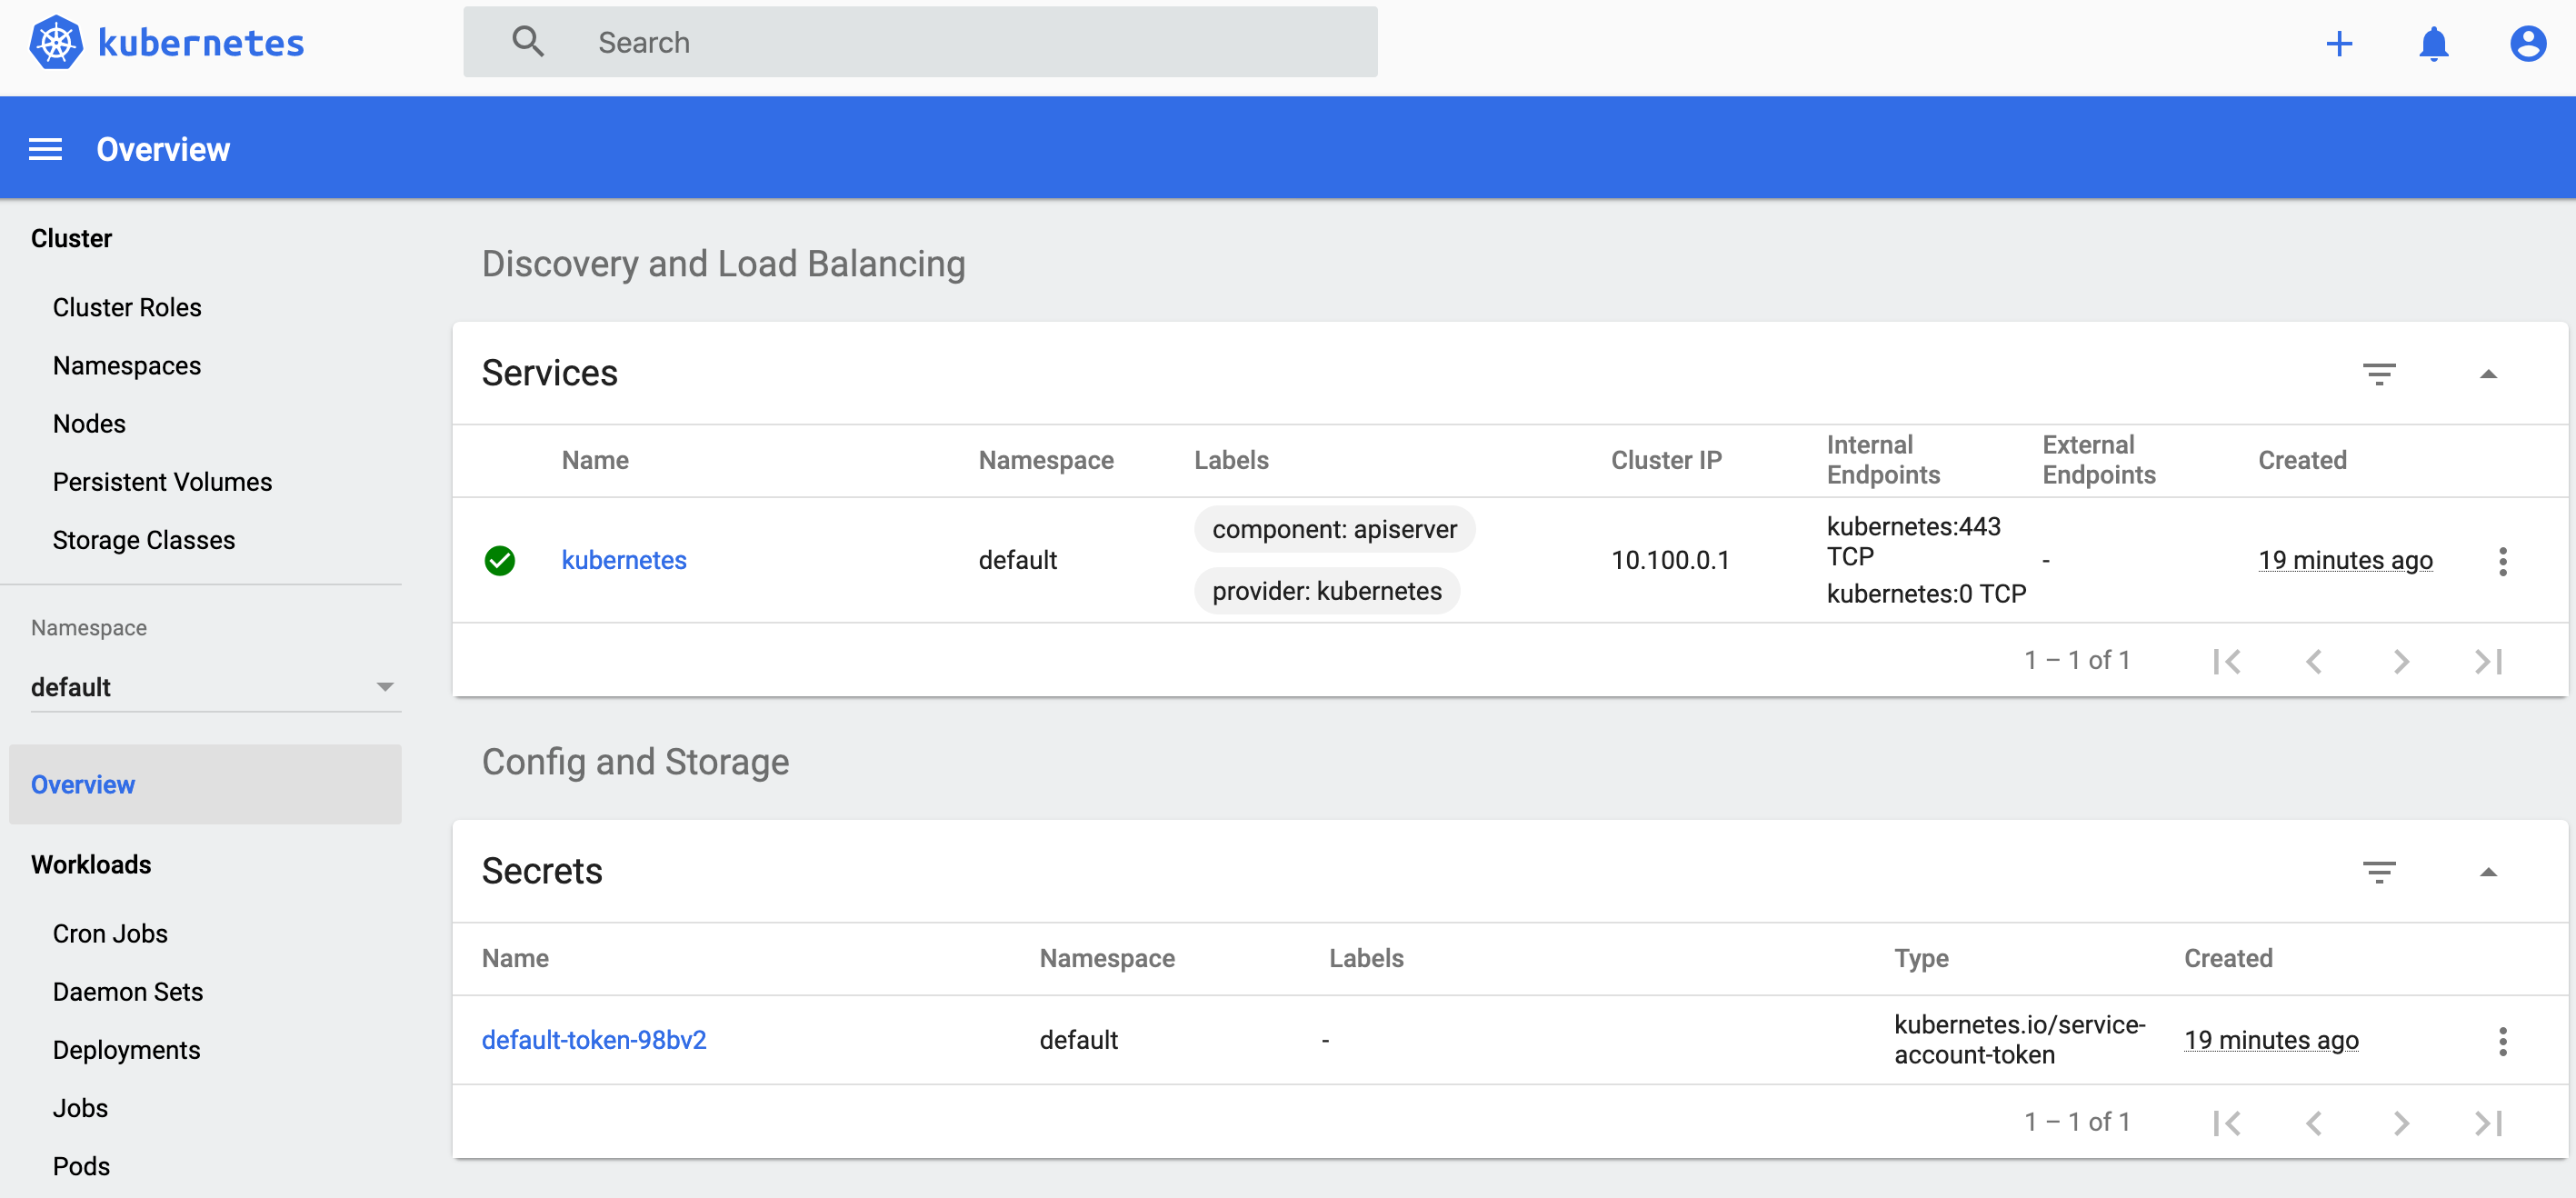 kubernetes
Search
Overview
Cluster
Cluster Roles
Namespaces
Nodes
Persistent Volumes
Storage Classes
Namespace
default
Overview
Workloads
Cron Jobs
Daemon Sets
Deployments
Jobs
Pods
Discovery and Load Balancing
Services
Name Namespace Labels Cluster IP Internal Endpoints External Endpoints Created
kubernetes default component: apiserver provider: kubernetes 10.100.0.1 kubernetes:443 TCP kubernetes:0 TCP - 19 minutes ago
1 – 1 of 1
Config and Storage
Secrets
Name Namespace Labels Type Created
default-token-98bv2 default - kubernetes.io/service-account-token 19 minutes ago
1 – 1 of 1